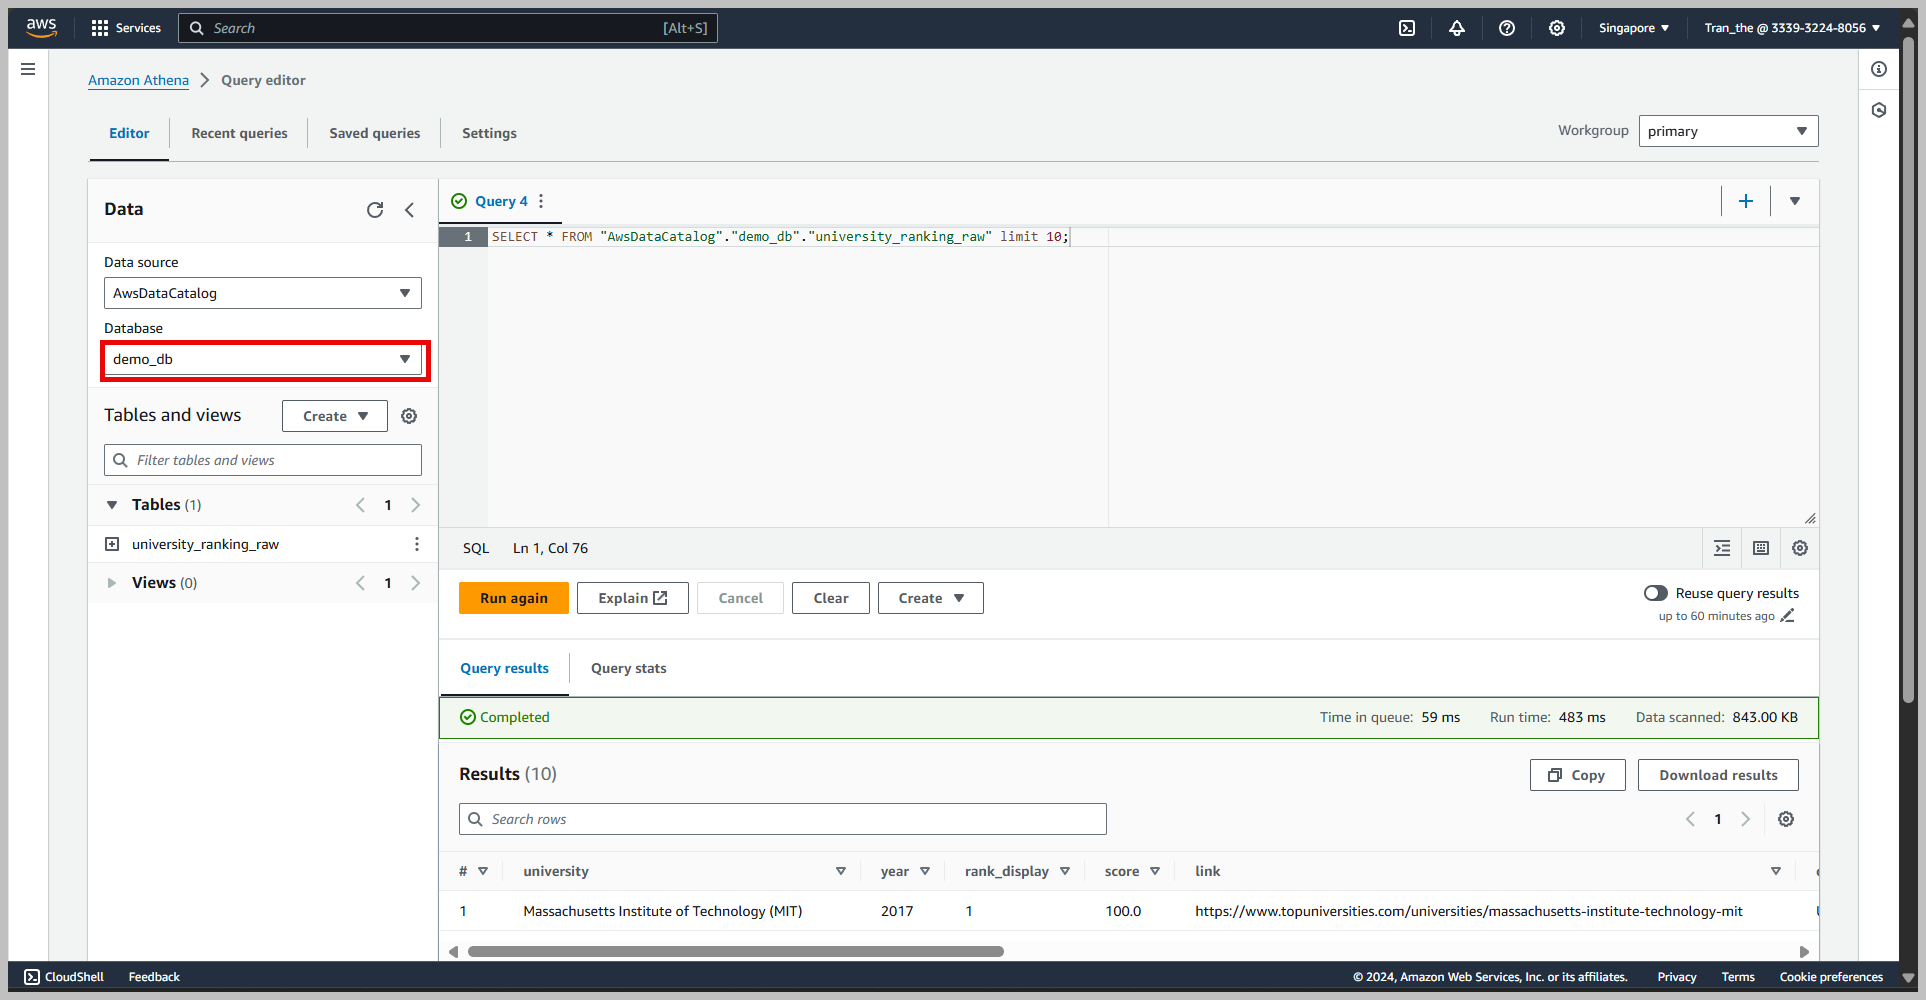 aws
Services
Search [Alt+S]
Singapore
Tran_the @ 3339-3224-8056
Amazon Athena
Query editor
Editor
Recent queries
Saved queries
Settings
Workgroup
primary
Data
Data source
AwsDataCatalog
Database
demo_db
Tables and views
Create
Filter tables and views
Tables (1)
1
university_ranking_raw
Views (0)
1
Query 4
1 SELECT * FROM "AwsDataCatalog"."demo_db"."university_ranking_raw" limit 10;
SQL Ln 1, Col 76
Run again
Explain
Cancel
Clear
Create
Reuse query results
up to 60 minutes ago
Query results
Query stats
Completed
Time in queue: 59 ms Run time: 483 ms Data scanned: 843.00 KB
Results (10)
Copy
Download results
Search rows
1
# university year rank_display score link
1 Massachusetts Institute of Technology (MIT) 2017 1 100.0 https://www.topuniversities.com/universities/massachusetts-institute-technology-mit
CloudShell
Feedback
© 2024, Amazon Web Services, Inc. or its affiliates.
Privacy
Terms
Cookie preferences